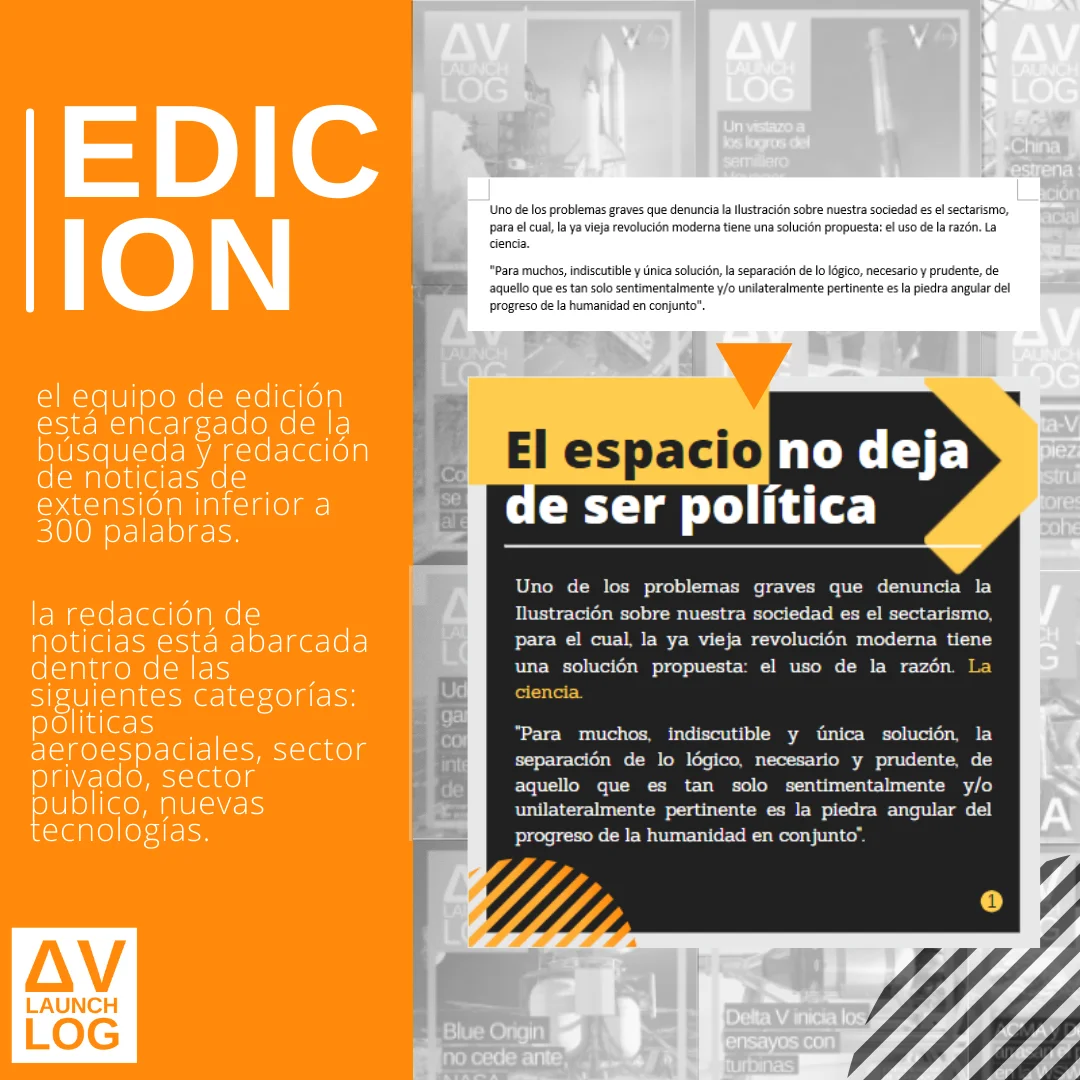 EDIC
ION
el equipo de edición
está encargado de la
búsqueda y redacción
de noticias de
extensión inferior a
300 palabras.
la redacción de
noticias está abarcada
dentro de las
siguientes categorías:
politicas
aeroespaciales, sector
privado, sector
publico, nuevas
tecnologías.
ΔV
LAUNCH
LOG
ΔV
LAUNCH
LOG
ΔV
LAUNCH
LOG
Un vistazo a
los logros del
semillero
ΔV
LAUNCH
LOG
China
estrena
Uno de los problemas graves que denuncia la Ilustración sobre nuestra sociedad es el sectarismo,
para el cual, la ya vieja revolución moderna tiene una solución propuesta: el uso de la razón. La
ciencia.
"Para muchos, indiscutible y única solución, la separación de lo lógico, necesario y prudente, de
aquello que es tan solo sentimentalmente y/o unilateralmente pertinente es la piedra angular del
progreso de la humanidad en conjunto".
El espacio no deja
de ser política
Uno de los problemas graves que denuncia la
Ilustración sobre nuestra sociedad es el sectarismo,
para el cual, la ya vieja revolución moderna tiene
una solución propuesta: el uso de la razón. La
ciencia.
"Para muchos, indiscutible y única solución, la
separación de lo lógico, necesario y prudente, de
aquello que es tan solo sentimentalmente y/o
unilateralmente pertinente es la piedra angular del
progreso de la humanidad en conjunto".
1
Blue Origin
no cede ante
NASA
Delta V inicia los
ensayos con
turbinas